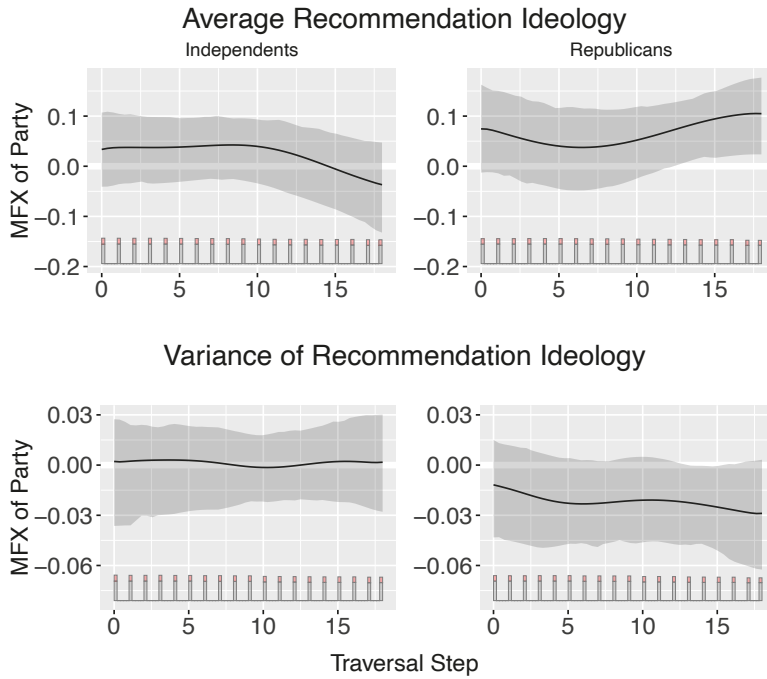 Average Recommendation Ideology
Independents
Republicans
MFX of Party
0.1
0.0
−0.1
−0.2
0 5 10 15
0.1
0.0
−0.1
−0.2
0 5 10 15
Variance of Recommendation Ideology
MFX of Party
0.03
0.00
−0.03
−0.06
0 5 10 15
0.03
0.00
−0.03
−0.06
0 5 10 15
Traversal Step